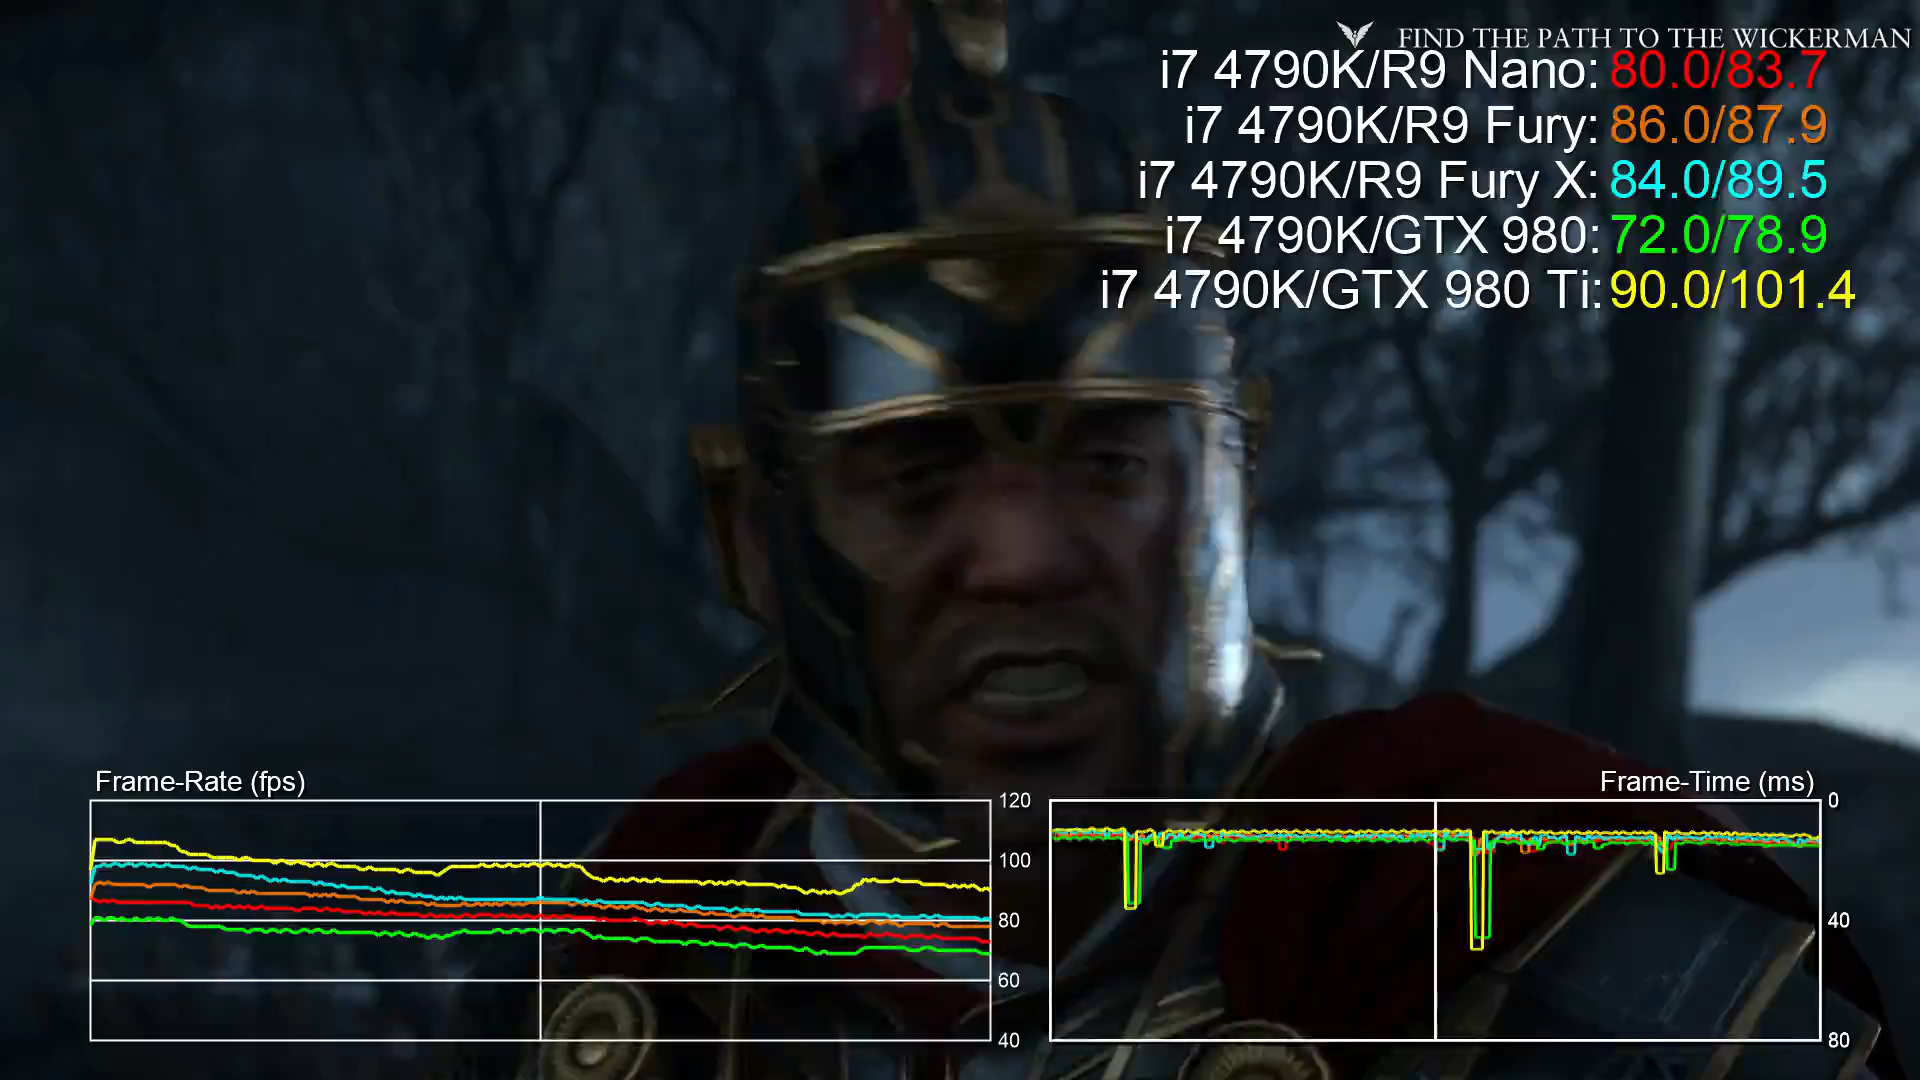 FIND THE PATH TO THE WICKERMAN
i7 4790K/R9 Nano: 80.0/83.7
i7 4790K/R9 Fury: 86.0/87.9
i7 4790K/R9 Fury X: 84.0/89.5
i7 4790K/GTX 980: 72.0/78.9
i7 4790K/GTX 980 Ti: 90.0/101.4
Frame-Rate (fps)
120
100
80
60
40
Frame-Time (ms)
0
40
80